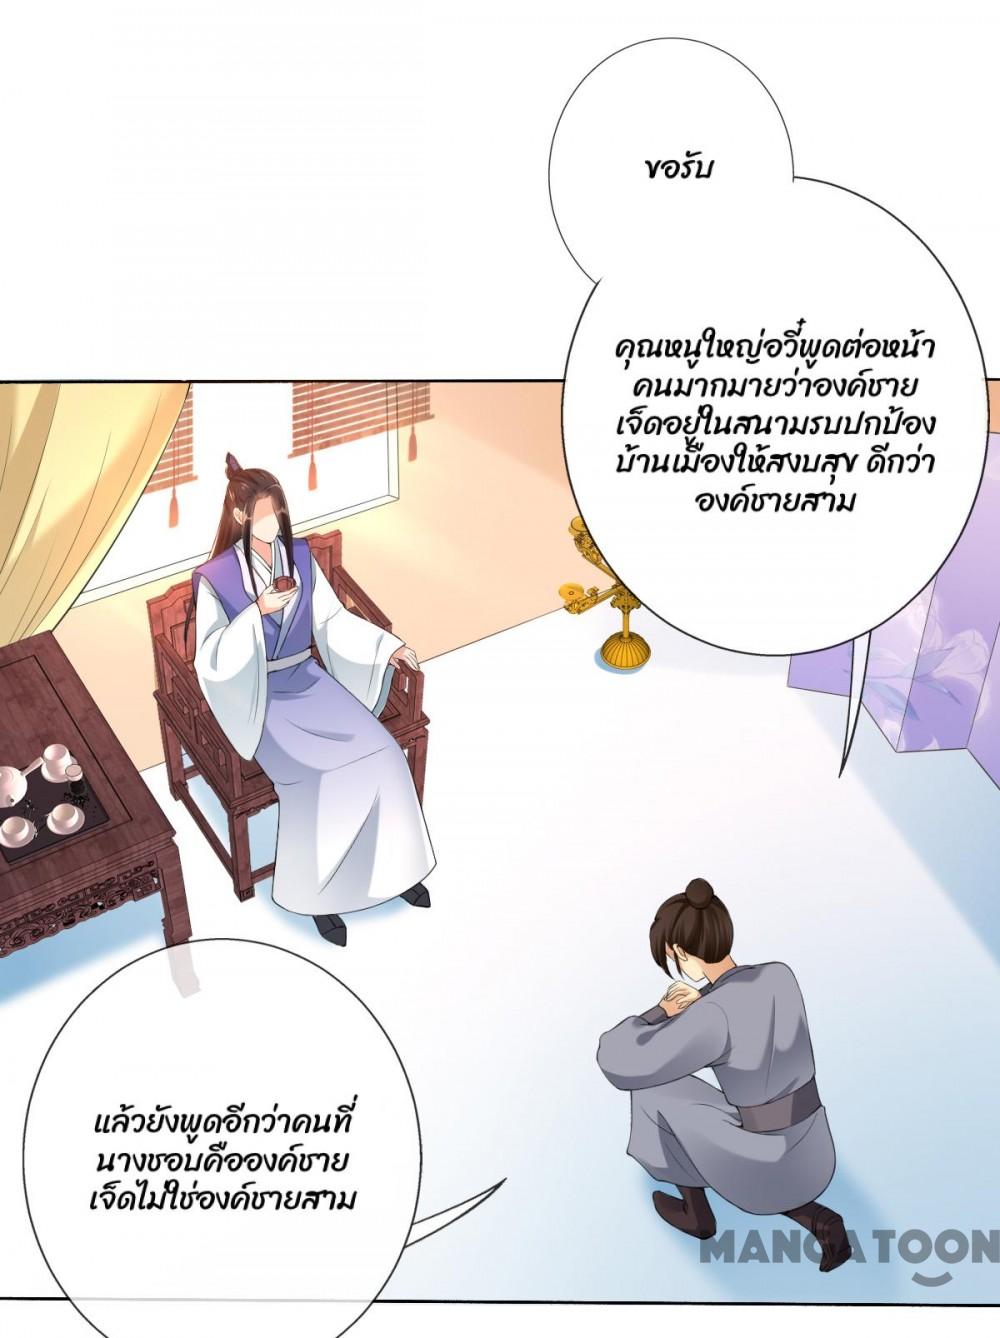 ขอรับ
คุณหนูใหญ่อวี๋พูดต่อหน้า
คนมากมายว่าองค์ชาย
เจ็ดอยู่ในสนามรบปกป้อง
บ้านเมืองให้สงบสุข ดีกว่า
องค์ชายสาม
แล้วยังพูดอีกว่าคนที่
นางชอบคือองค์ชาย
เจ็ดไม่ใช่องค์ชายสาม
MANGATOON